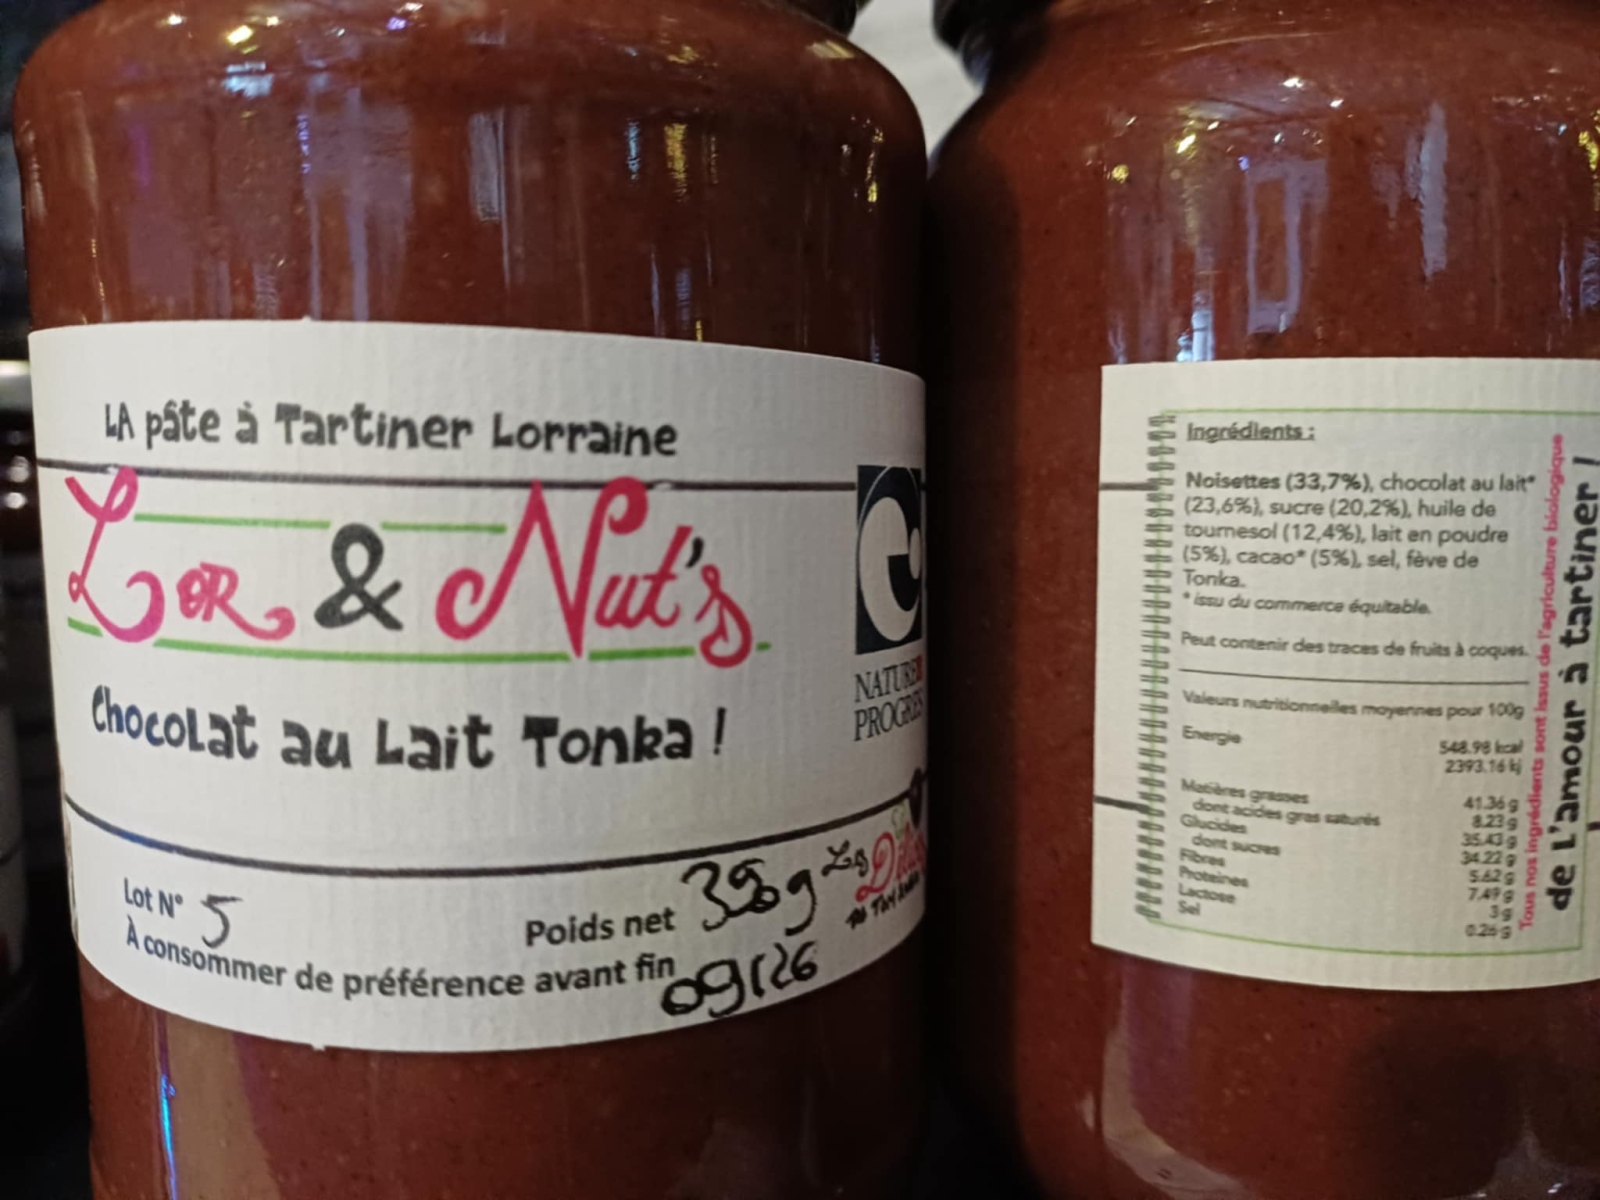 LA pâte à Tartiner Lorraine
Lor & Nut's
Chocolat au Lait Tonka !
NATURE &
PROGRES
Lot N° 5
Poids net
À consommer de préférence avant fin 09/26
Les
Ingrédients :
Noisettes (33,7%), chocolat au lait*
(23,6%), sucre (20,2%), huile de
tournesol (12,4%), lait en poudre
(5%), cacao* (5%), sel, fève de
Tonka.
* issu du commerce équitable.
Peut contenir des traces de fruits à coques.
Valeurs nutritionnelles moyennes pour 100g
Energie 548.98 kcal
2393.16 kj
Matières grasses 41.36 g
dont acides gras saturés 8.23 g
Glucides 35.43 g
dont sucres 34.22 g
Fibres 5.62 g
Proteines 7.49 g
Lactose 3 g
Sel 0.26 g
Tous nos ingrédients sont issus de l'agriculture biologique
de L'amour à tartiner !